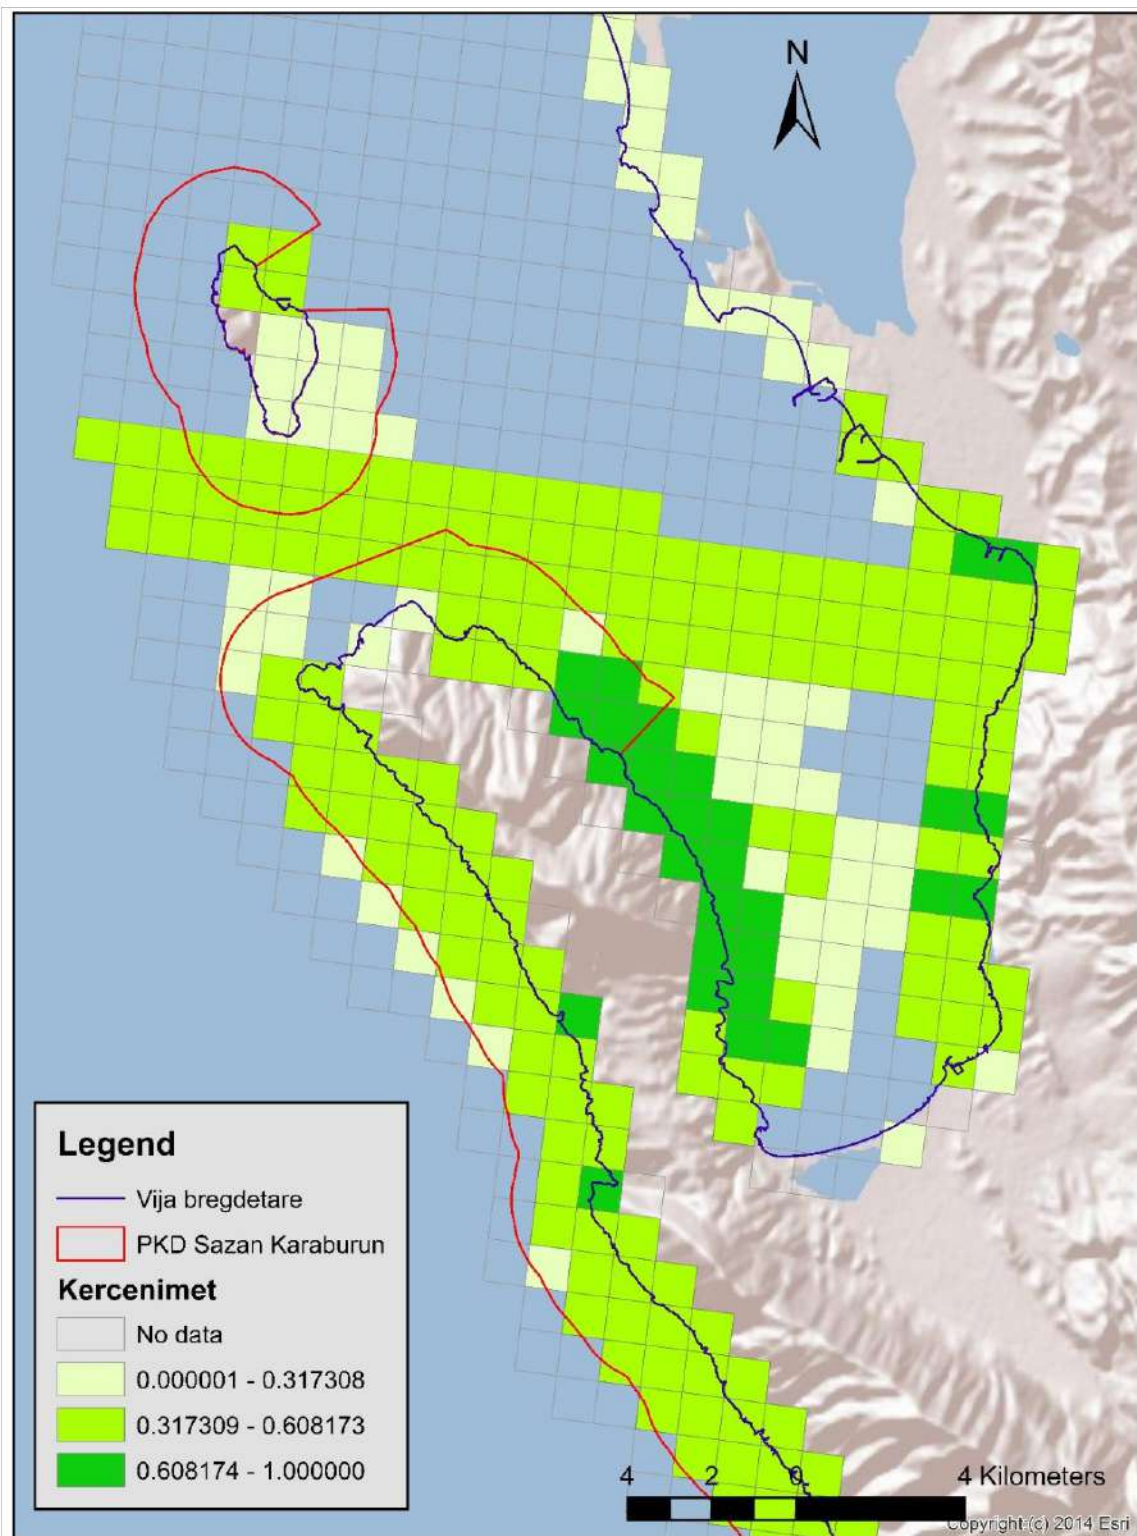 N
Legend
Vija bregdetare
PKD Sazan Karaburun
Kercenimet
No data
0.000001 - 0.317308
0.317309 - 0.608173
0.608174 - 1.000000
4 2 0 4 Kilometers
Copyright:(c) 2014 Esri